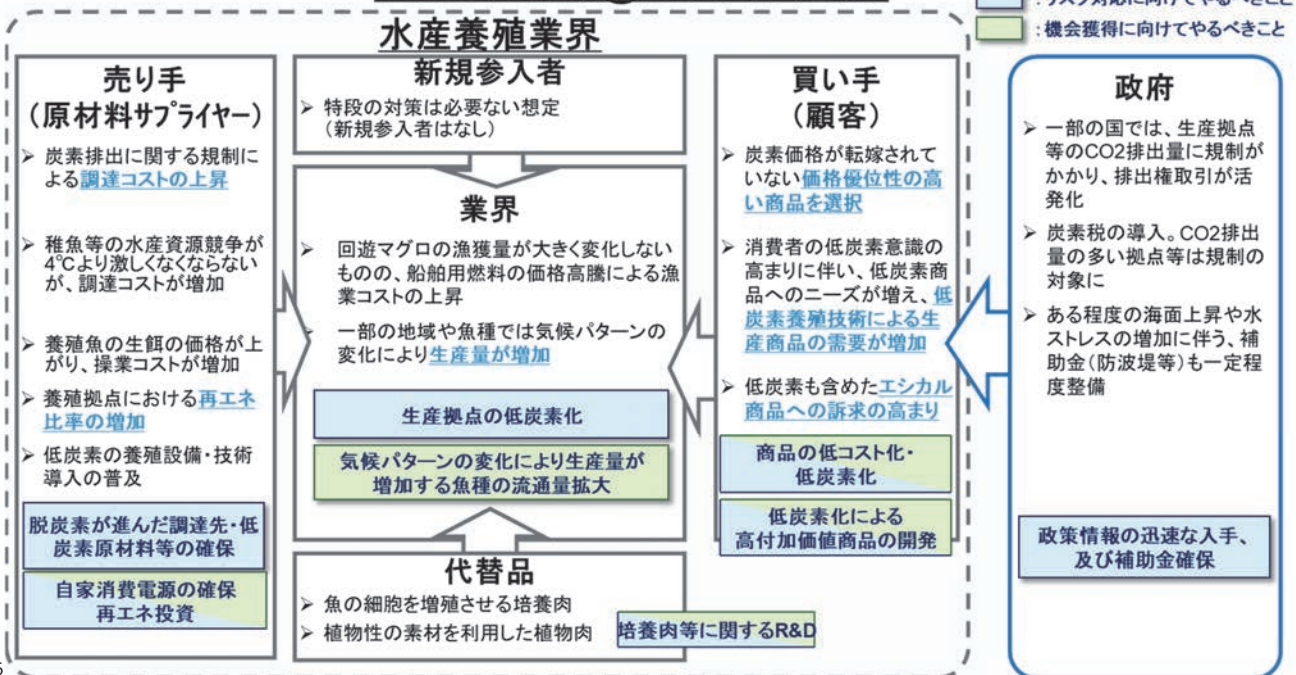 :リスク対応に向けてやるべきこと
:機会獲得に向けてやるべきこと
水産養殖業界
売り手
(原材料サプライヤー)
➢ 炭素排出に関する規制に
よる調達コストの上昇
➢ 稚魚等の水産資源競争が
4℃より激しくなくならない
が、調達コストが増加
➢ 養殖魚の生餌の価格が上
がり、操業コストが増加
➢ 養殖拠点における再エネ
比率の増加
➢ 低炭素の養殖設備・技術
導入の普及
脱炭素が進んだ調達先・低
炭素原材料等の確保
自家消費電源の確保
再エネ投資
新規参入者
➢ 特段の対策は必要ない想定
(新規参入者はなし)
業界
➢ 回遊マグロの漁獲量が大きく変化しない
ものの、船舶用燃料の価格高騰による漁
業コストの上昇
➢ 一部の地域や魚種では気候パターンの
変化により生産量が増加
生産拠点の低炭素化
気候パターンの変化により生産量が
増加する魚種の流通量拡大
代替品
➢ 魚の細胞を増殖させる培養肉
➢ 植物性の素材を利用した植物肉
培養肉等に関するR&D
買い手
(顧客)
➢ 炭素価格が転嫁されて
いない価格優位性の高
い商品を選択
➢ 消費者の低炭素意識の
高まりに伴い、低炭素商
品へのニーズが増え、低
炭素養殖技術による生
産商品の需要が増加
➢ 低炭素も含めたエシカル
商品への訴求の高まり
商品の低コスト化・
低炭素化
低炭素化による
高付加価値商品の開発
政府
➢ 一部の国では、生産拠点
等のCO2排出量に規制が
かかり、排出権取引が活
発化
➢ 炭素税の導入。CO2排出
量の多い拠点等は規制の
対象に
➢ ある程度の海面上昇や水
ストレスの増加に伴う、補
助金(防波堤等)も一定程
度整備
政策情報の迅速な入手、
及び補助金確保